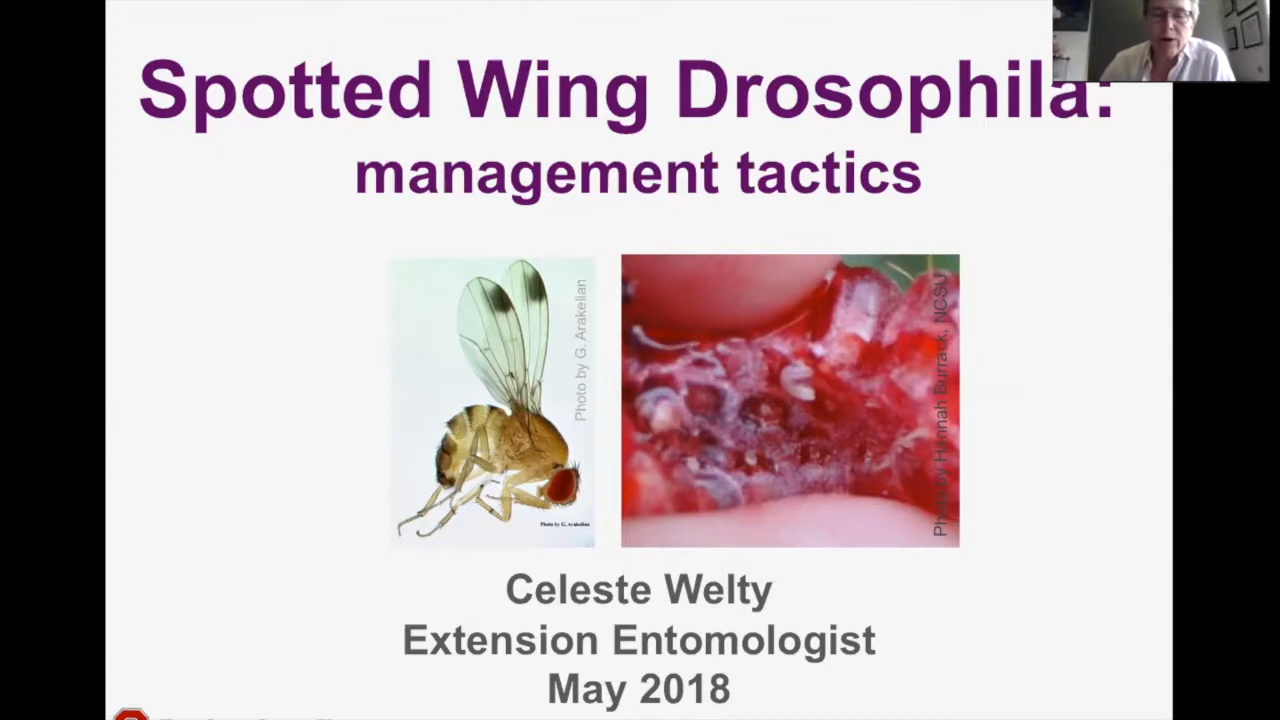 Spotted Wing Drosophila:
management tactics
Photo by G. Arakelian
Photo by G. Arakelian
Photo by Hannah Burrack, NCSU
Celeste Welty
Extension Entomologist
May 2018